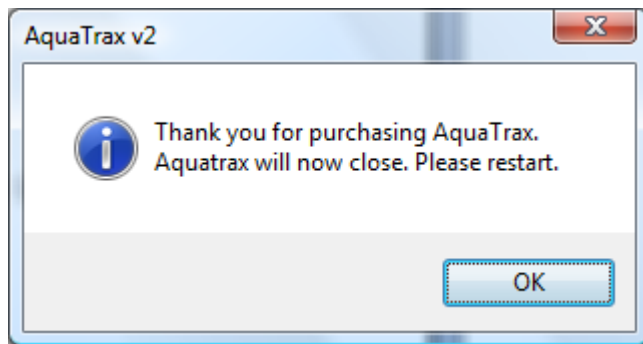 AquaTrax v2
Thank you for purchasing AquaTrax.
Aquatrax will now close. Please restart.
OK